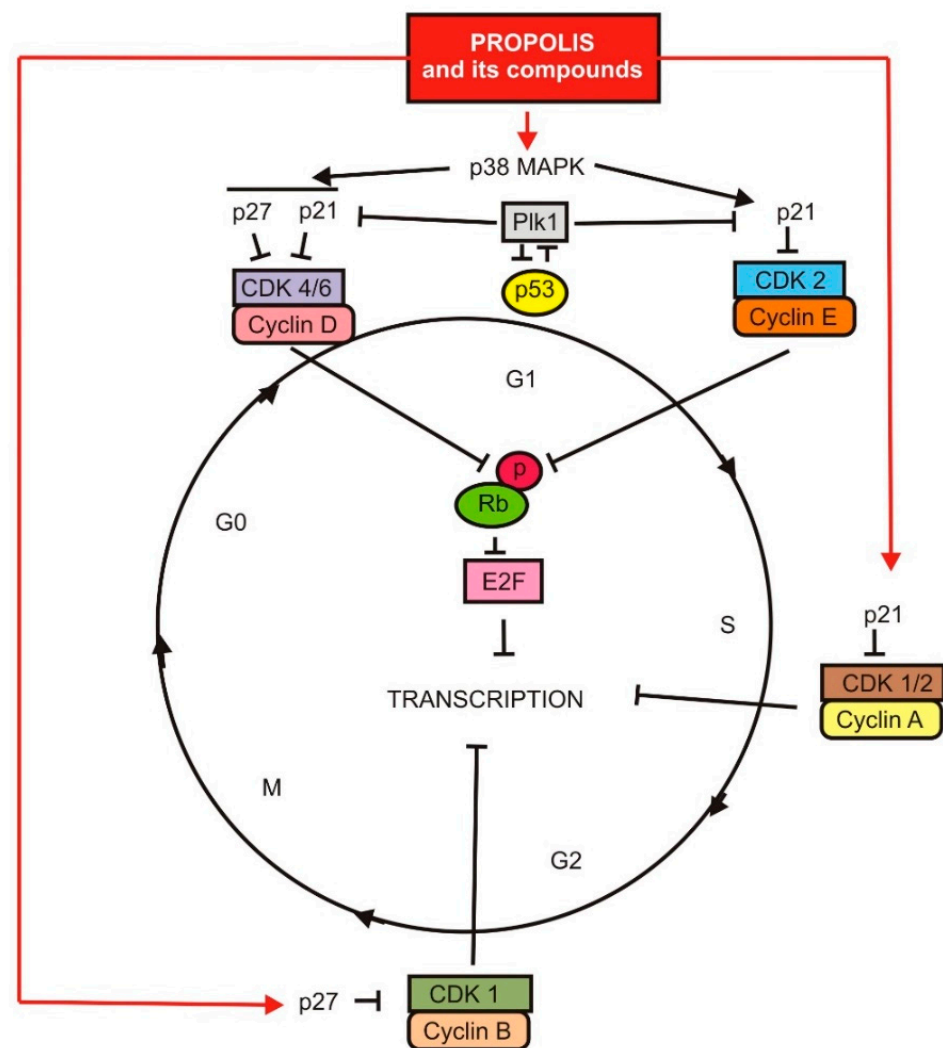 PROPOLIS
and its compounds
p38 MAPK
p27 p21
Plk1
p21
CDK 4/6
p53
CDK 2
Cyclin D
Cyclin E
G1
p
Rb
G0
E2F
S
p21
TRANSCRIPTION
CDK 1/2
Cyclin A
M
G2
p27
CDK 1
Cyclin B